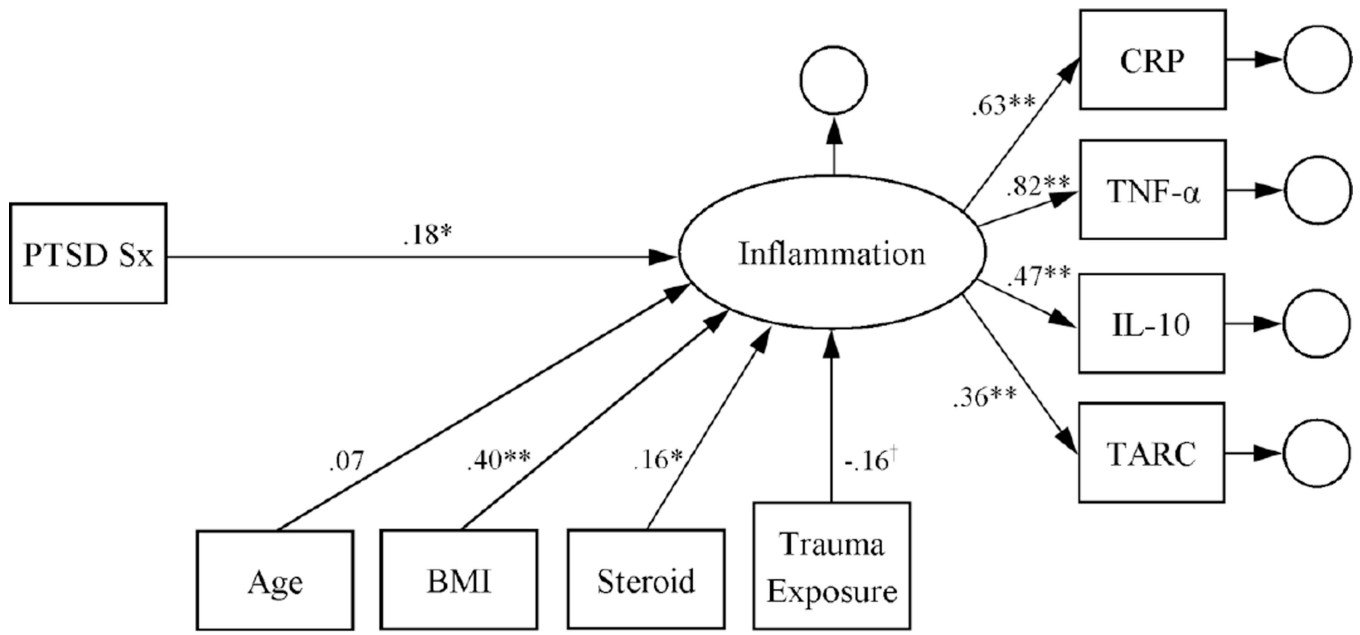 CRP
.63**
.82**
TNF-α
PTSD Sx
.18*
Inflammation
.47**
IL-10
.36**
TARC
.07
.40**
.16*
-.16†
Age
BMI
Steroid
Trauma
Exposure